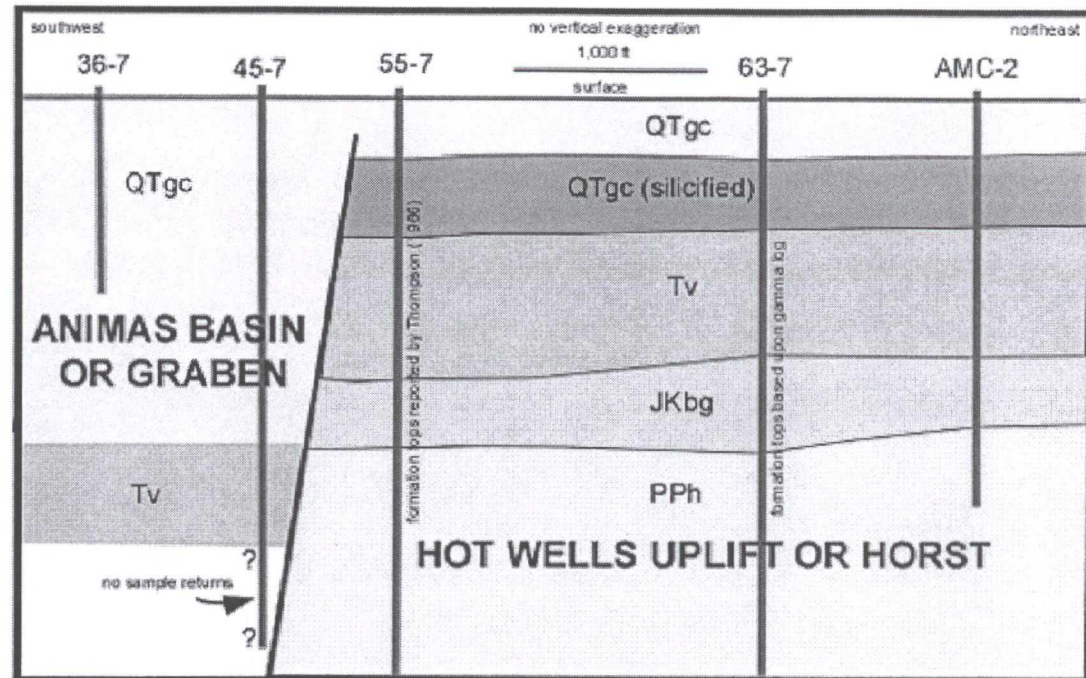 southwest
no vertical exaggeration
northeast
36-7
45-7
55-7
1,000 ft
63-7
AMC-2
surface
QTgc
QTgc
QTgc (silicified)
formation tops reported by Thompson, (1986)
formation tops based upon gamma log
Tv
ANIMAS BASIN
OR GRABEN
JKbg
Tv
PPh
HOT WELLS UPLIFT OR HORST
?
no sample returns
?